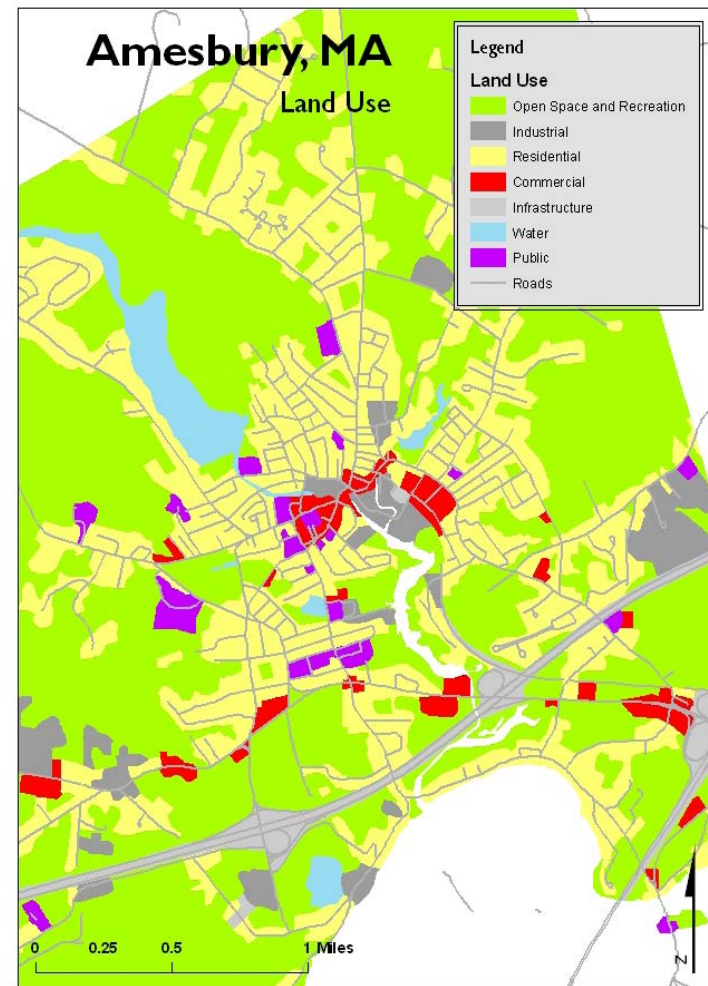 Amesbury, MA
Land Use
Legend
Land Use
Open Space and Recreation
Industrial
Residential
Commercial
Infrastructure
Water
Public
Roads
0 0.25 0.5 1 Miles
N